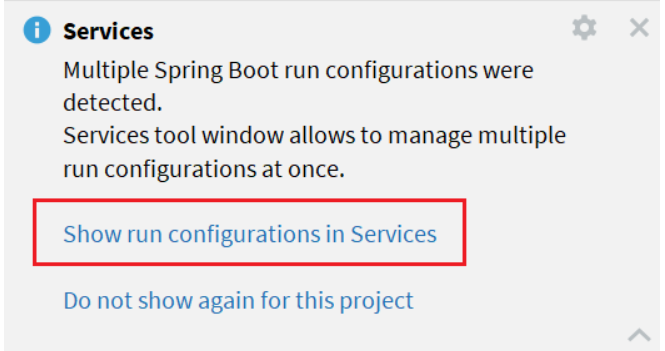 Services
Multiple Spring Boot run configurations were
detected.
Services tool window allows to manage multiple
run configurations at once.
Show run configurations in Services
Do not show again for this project